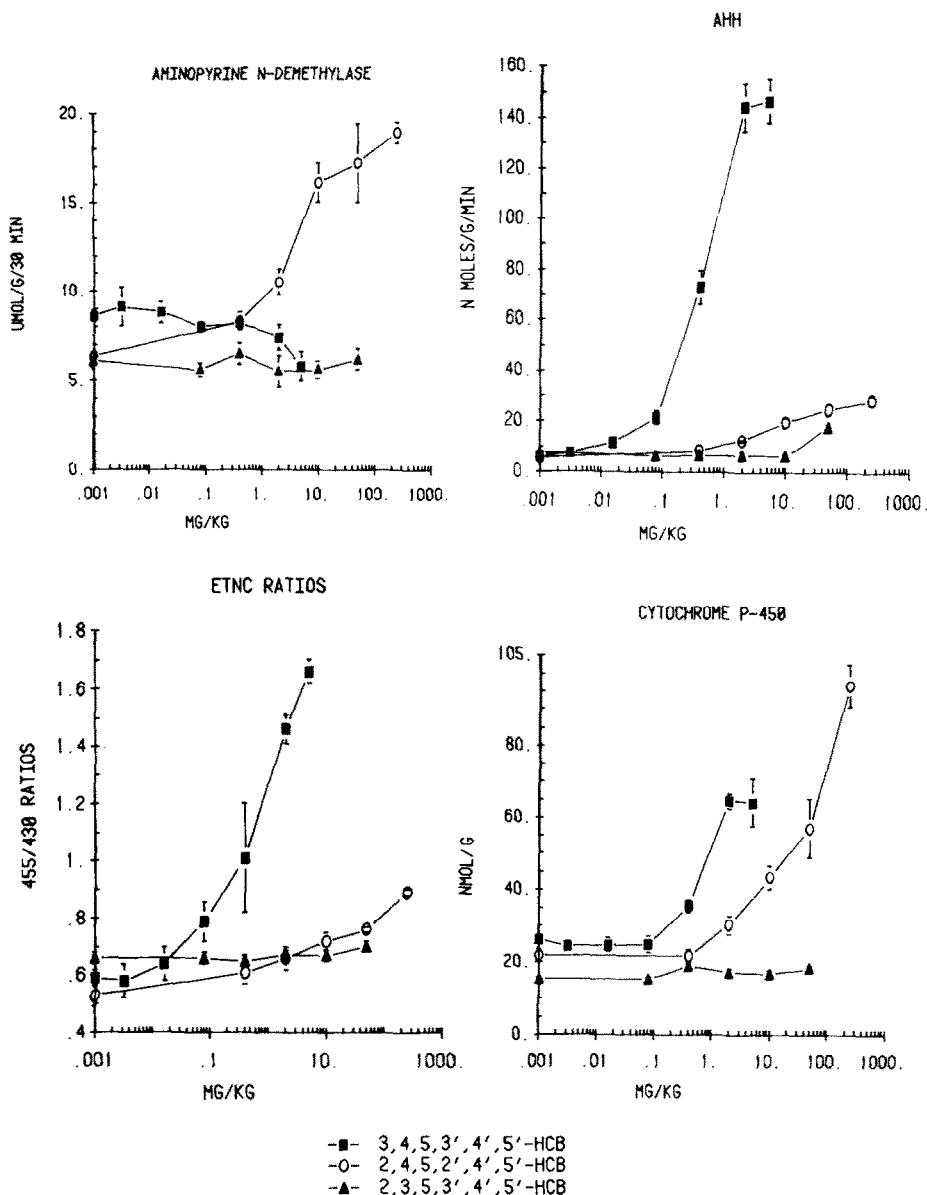 AMINOPYRINE N-DEMETHYLASE
20.
15.
10.
5.
0.
UMOL/G/30 MIN
.001 .01 .1 1. 10. 100. 1000.
MG/KG
AHH
160.
140.
120.
100.
80.
60.
40.
20.
0.
N MOLES/G/MIN
.001 .01 .1 1. 10. 100. 1000.
MG/KG
ETNC RATIOS
1.8
1.6
1.4
1.2
1.
.8
.6
.4
455/430 RATIOS
.001 .1 10. 1000.
MG/KG
CYTOCHROME P-450
105.
80.
60.
40.
20.
0.
NMOL/G
.001 .01 .1 1. 10. 100. 1000.
MG/KG
3,4,5,3′,4′,5′-HCB
2,4,5,2′,4′,5′-HCB
2,3,5,3′,4′,5′-HCB